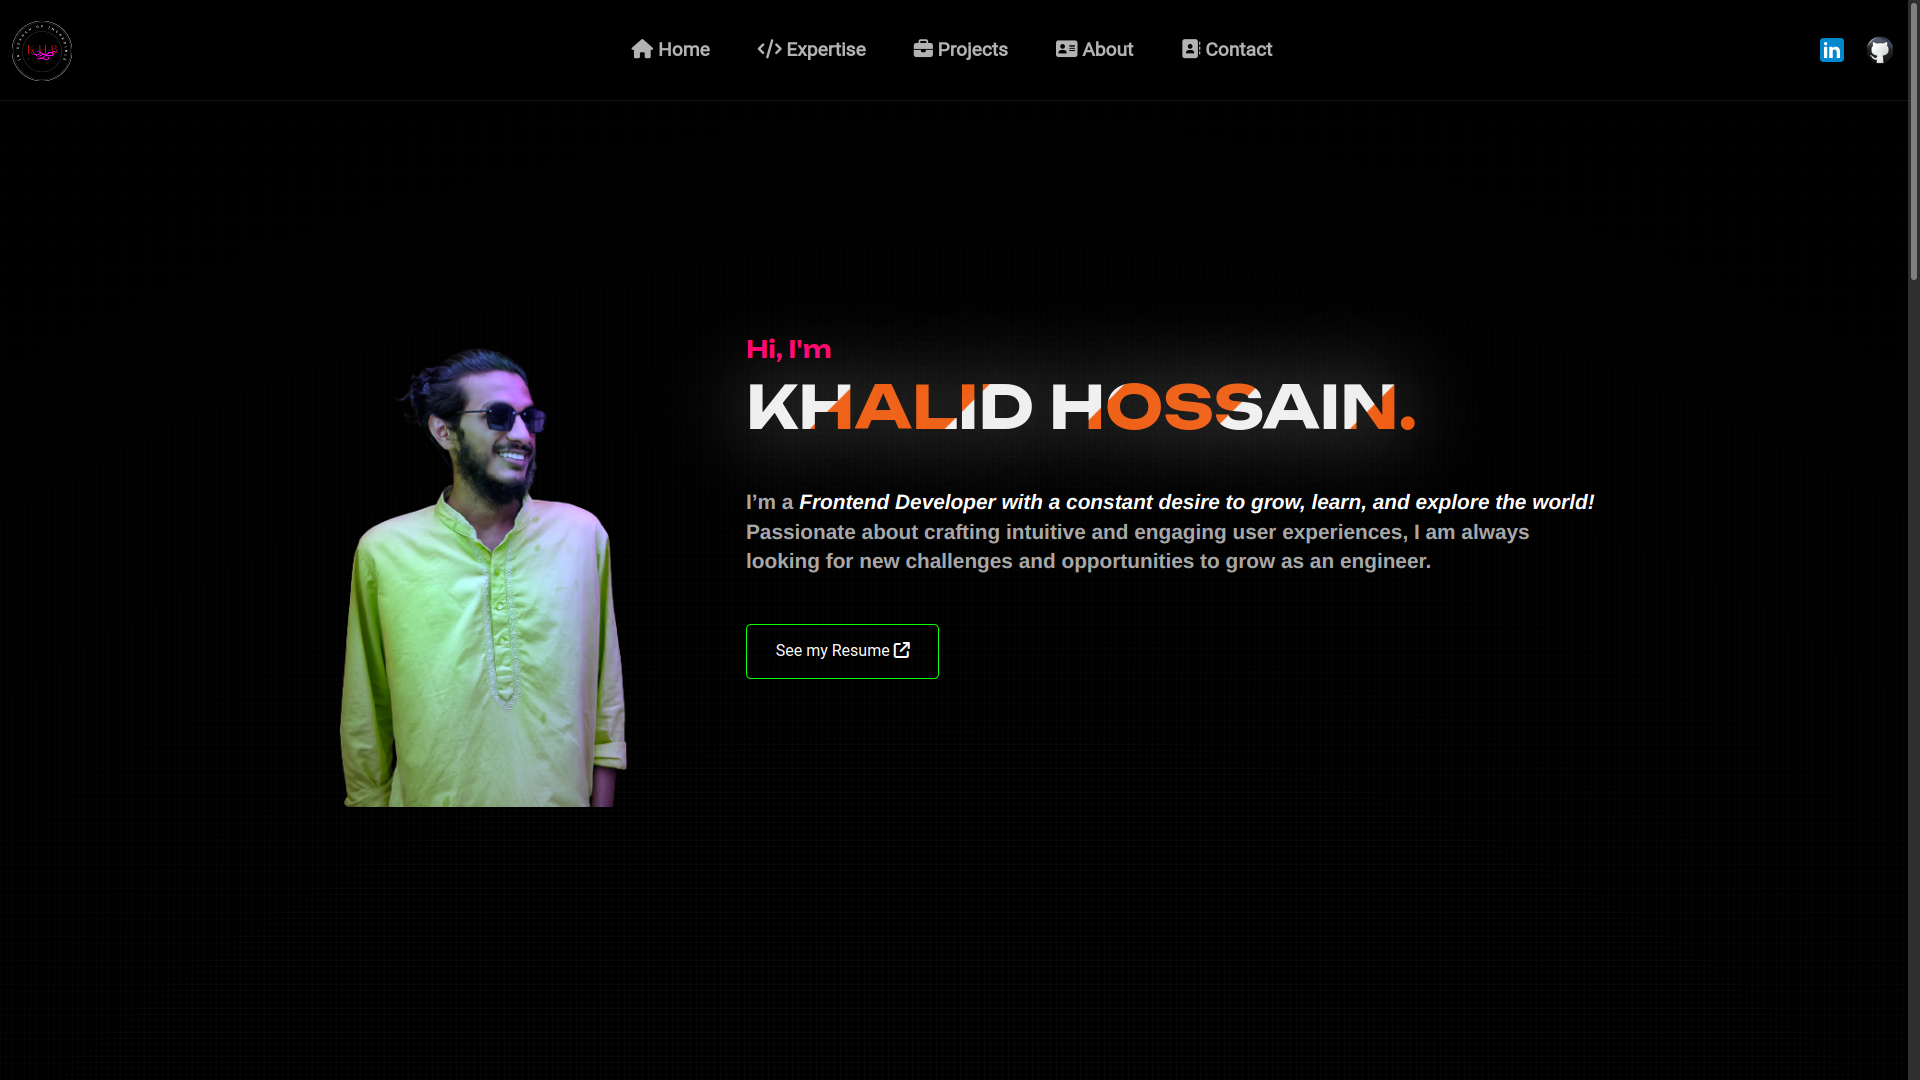 Home
Expertise
Projects
About
Contact
in
Hi, I'm
KHALID HOSSAIN.
I’m a Frontend Developer with a constant desire to grow, learn, and explore the world!
Passionate about crafting intuitive and engaging user experiences, I am always
looking for new challenges and opportunities to grow as an engineer.
See my Resume